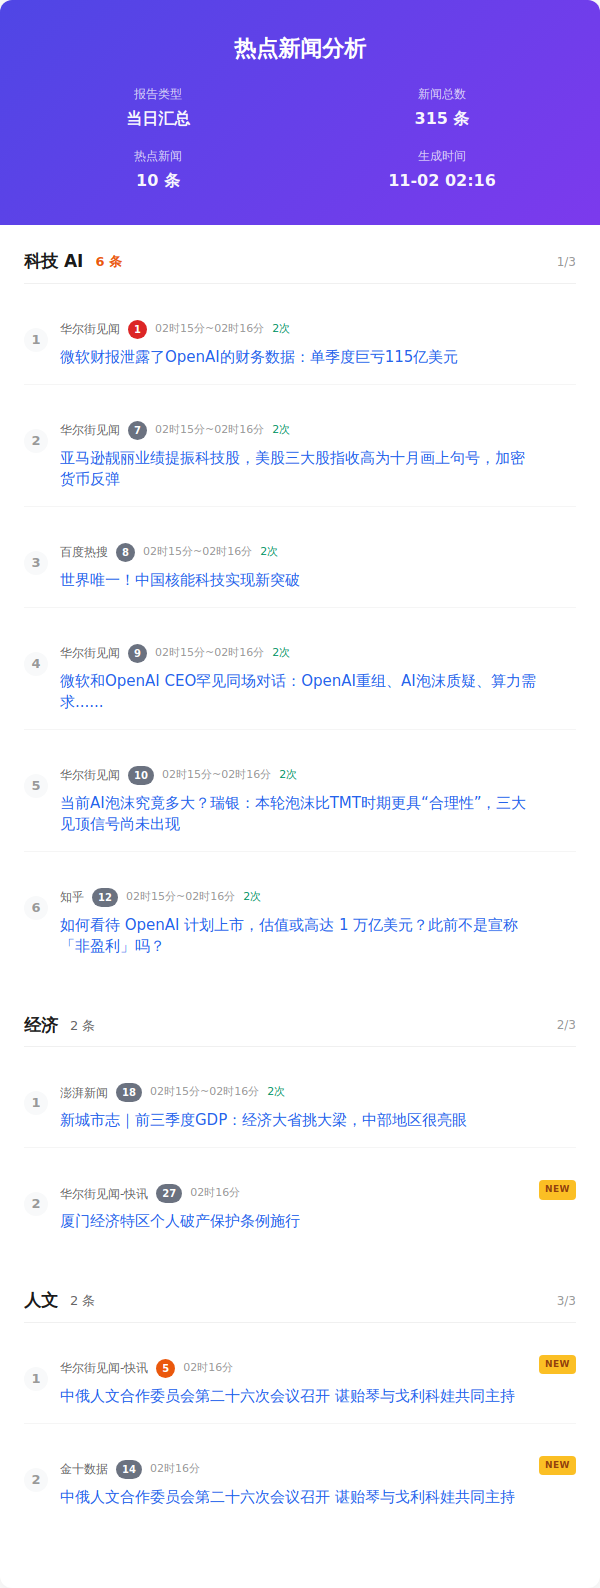 热点新闻分析
报告类型
新闻总数
当日汇总
315 条
热点新闻
生成时间
10 条
11-02 02:16
科技 AI 6 条 1/3
1 华尔街见闻 1 02时15分~02时16分 2次
微软财报泄露了OpenAI的财务数据：单季度巨亏115亿美元
2 华尔街见闻 7 02时15分~02时16分 2次
亚马逊靓丽业绩提振科技股，美股三大股指收高为十月画上句号，加密
货币反弹
3 百度热搜 8 02时15分~02时16分 2次
世界唯一！中国核能科技实现新突破
4 华尔街见闻 9 02时15分~02时16分 2次
微软和OpenAI CEO罕见同场对话：OpenAI重组、AI泡沫质疑、算力需
求……
5 华尔街见闻 10 02时15分~02时16分 2次
当前AI泡沫究竟多大？瑞银：本轮泡沫比TMT时期更具“合理性”，三大
见顶信号尚未出现
6 知乎 12 02时15分~02时16分 2次
如何看待 OpenAI 计划上市，估值或高达 1 万亿美元？此前不是宣称
「非盈利」吗？
经济 2 条 2/3
1 澎湃新闻 18 02时15分~02时16分 2次
新城市志｜前三季度GDP：经济大省挑大梁，中部地区很亮眼
2 华尔街见闻-快讯 27 02时16分 NEW
厦门经济特区个人破产保护条例施行
人文 2 条 3/3
1 华尔街见闻-快讯 5 02时16分 NEW
中俄人文合作委员会第二十六次会议召开 谌贻琴与戈利科娃共同主持
2 金十数据 14 02时16分 NEW
中俄人文合作委员会第二十六次会议召开 谌贻琴与戈利科娃共同主持